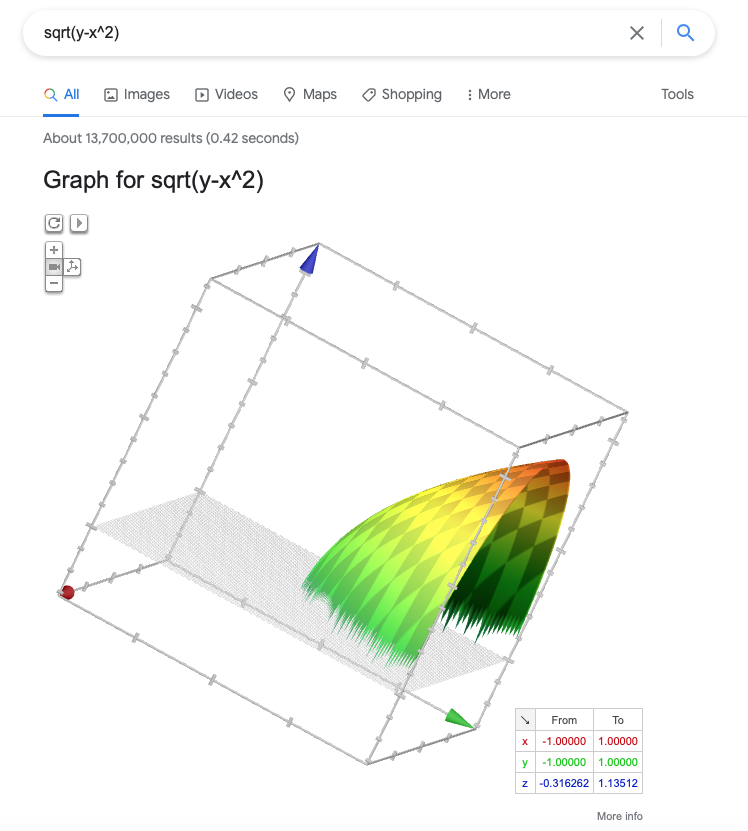 sqrt(y-x^2)
All Images Videos Maps Shopping More Tools
About 13,700,000 results (0.42 seconds)
Graph for sqrt(y-x^2)
From To
x -1.00000 1.00000
y -1.00000 1.00000
z -0.316262 1.13512
More info